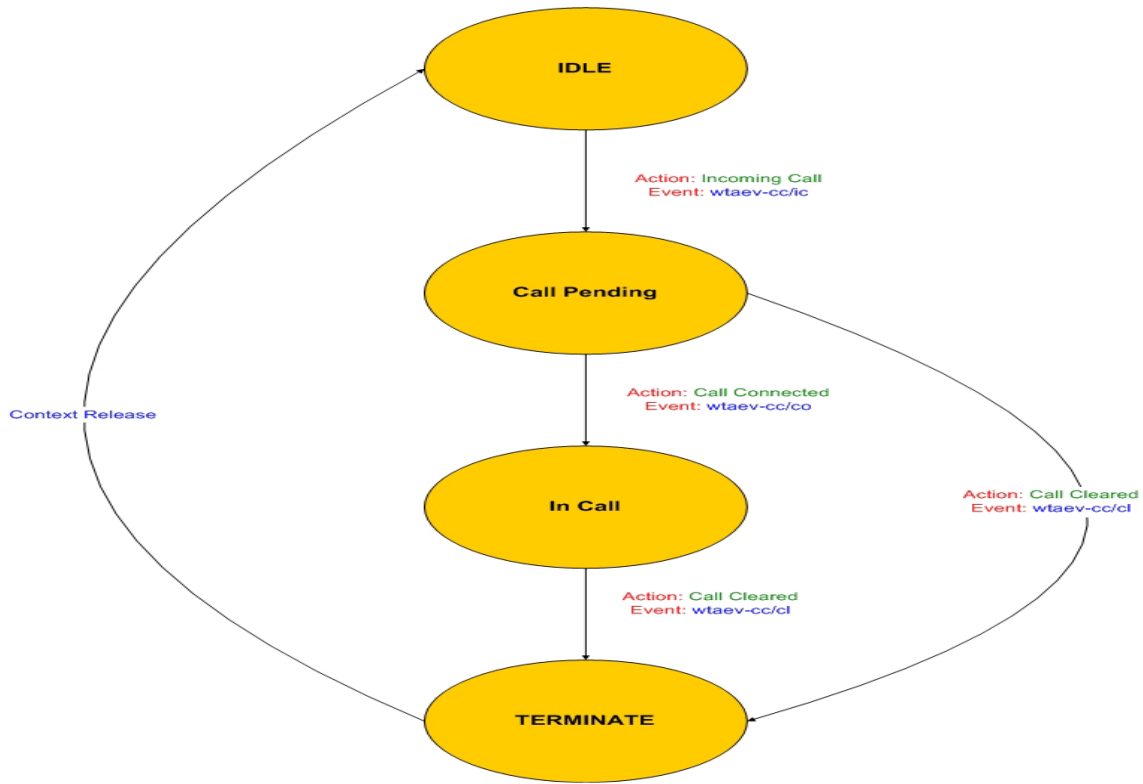 IDLE
Action: Incoming Call
Event: wtaev-cc/ic
Call Pending
Action: Call Connected
Event: wtaev-cc/co
Context Release
In Call
Action: Call Cleared
Event: wtaev-cc/cl
Action: Call Cleared
Event: wtaev-cc/cl
TERMINATE